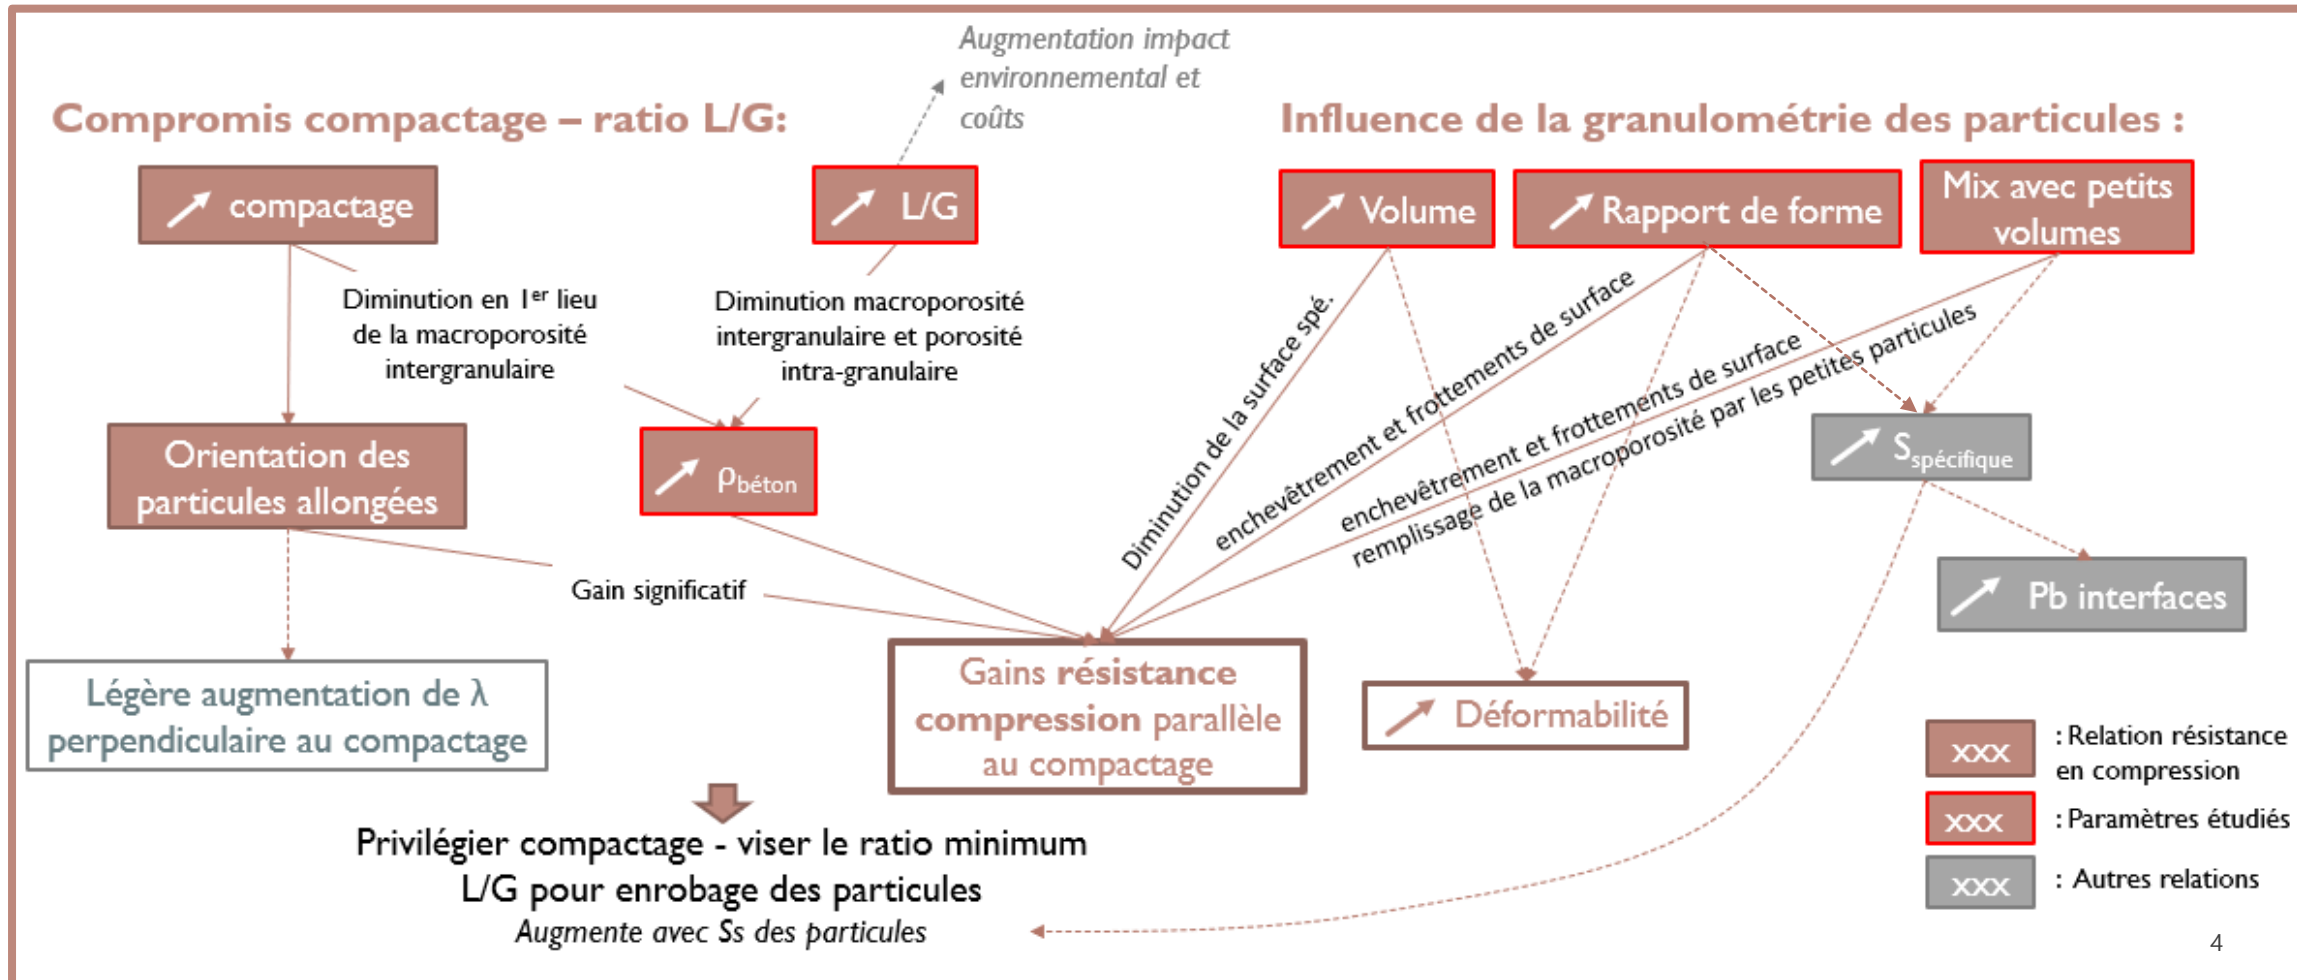 Augmentation impact
environnemental et
coûts
Compromis compactage – ratio L/G:
compactage
L/G
Diminution en 1er lieu
de la macroporosité
intergranulaire
Diminution macroporosité
intergranulaire et porosité
intra-granulaire
Orientation des
particules allongées
ρbéton
Gain significatif
Légère augmentation de λ
perpendiculaire au compactage
Gains résistance
compression parallèle
au compactage
Privilégier compactage - viser le ratio minimum
L/G pour enrobage des particules
Augmente avec Ss des particules
Influence de la granulométrie des particules :
Volume
Rapport de forme
Mix avec petits
volumes
Diminution de la surface spé.
enchevêtrement et frottements de surface
enchevêtrement et frottements de surface
remplissage de la macroporosité par les petites particules
Sspécifique
Pb interfaces
Déformabilité
xxx : Relation résistance
en compression
xxx : Paramètres étudiés
xxx : Autres relations
4